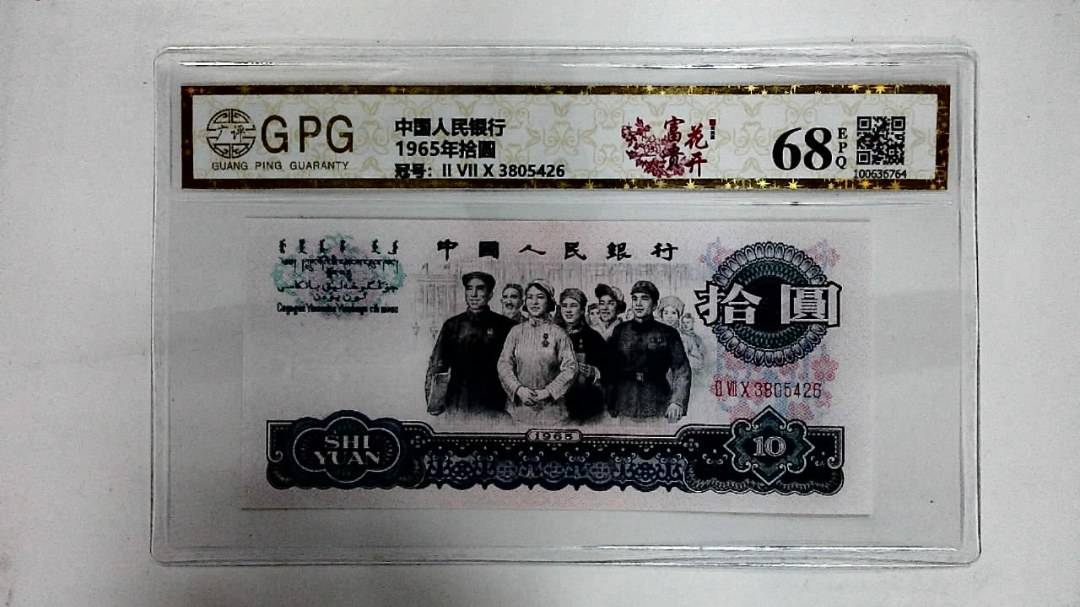 广评
GPG
GUANG PING GUARANTY
中国人民银行
1965年拾圆
冠号：II VII X 3805426
富贵
花开
68
EPQ
100636764
中國人民銀行
拾圓
II VII X 3805426
1965
SHI
YUAN
10